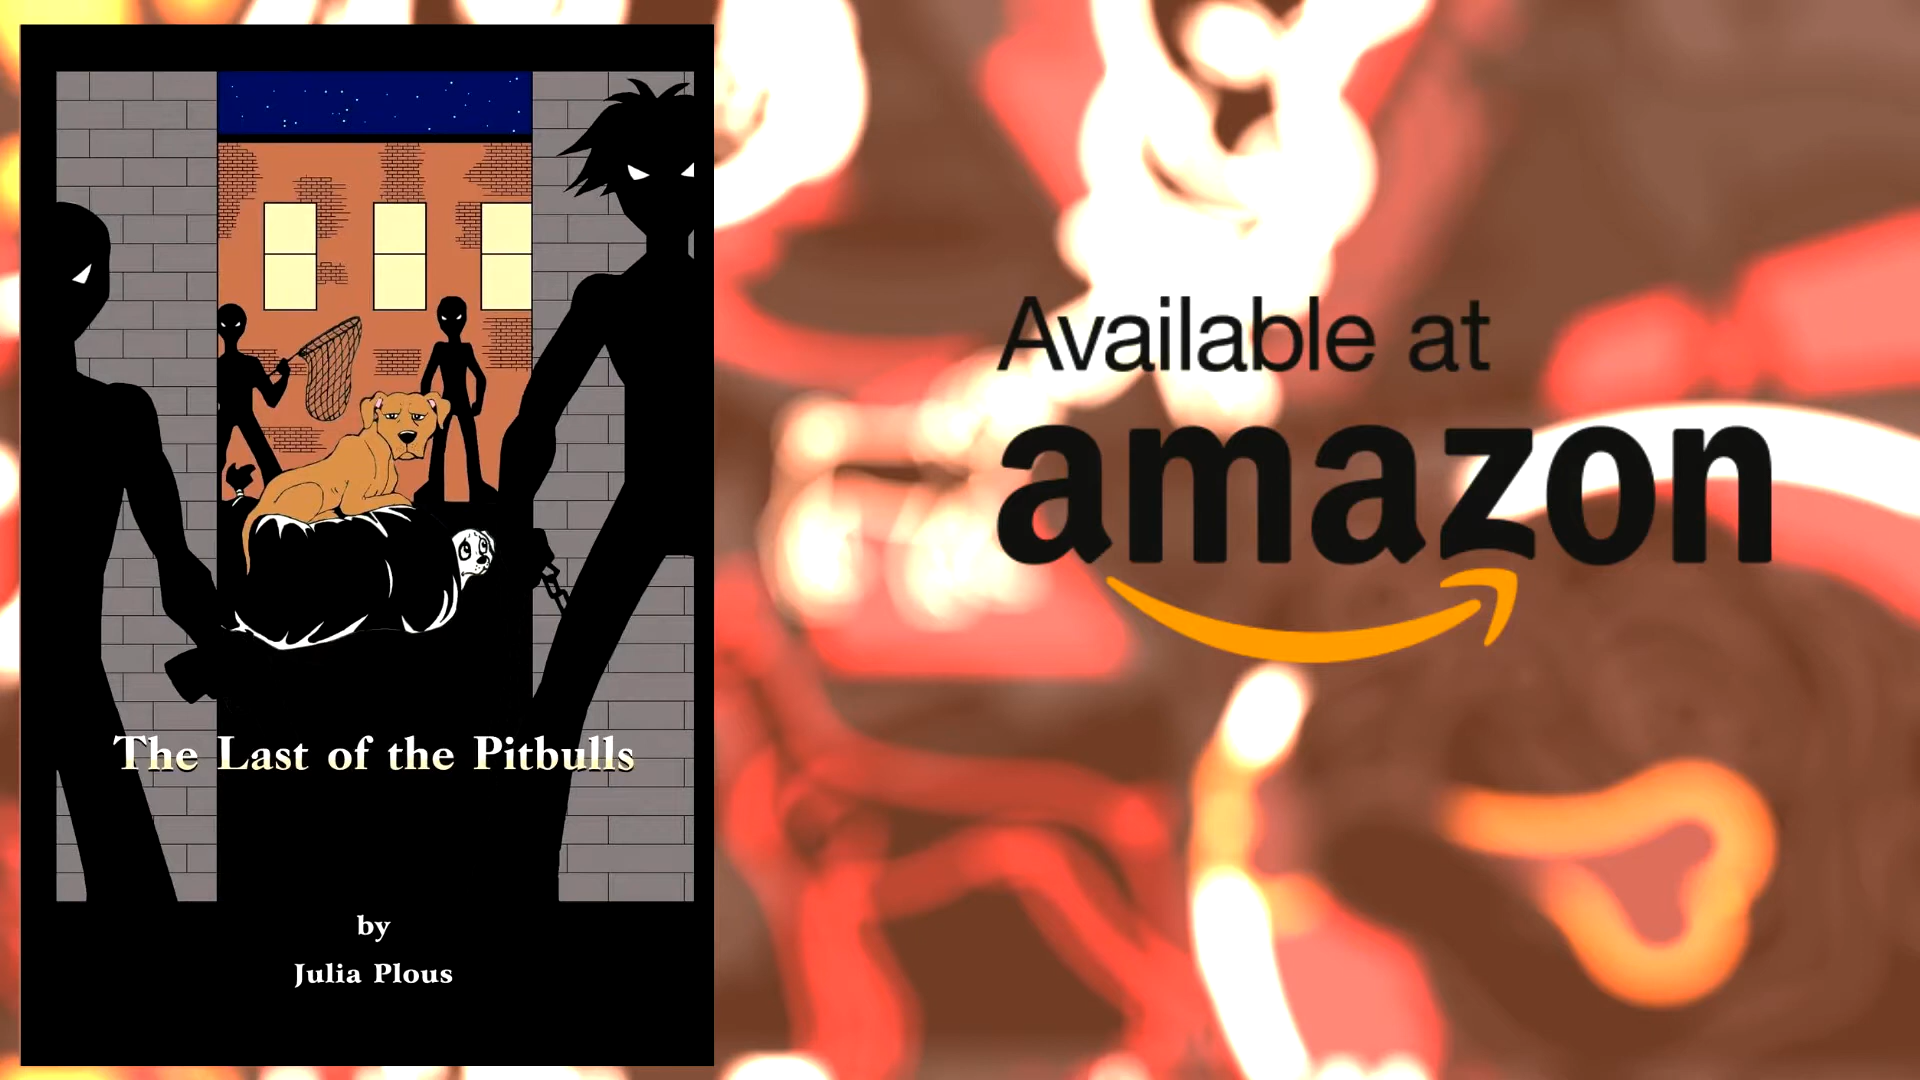 The Last of the Pitbulls
by
Julia Plous
Available at
amazon